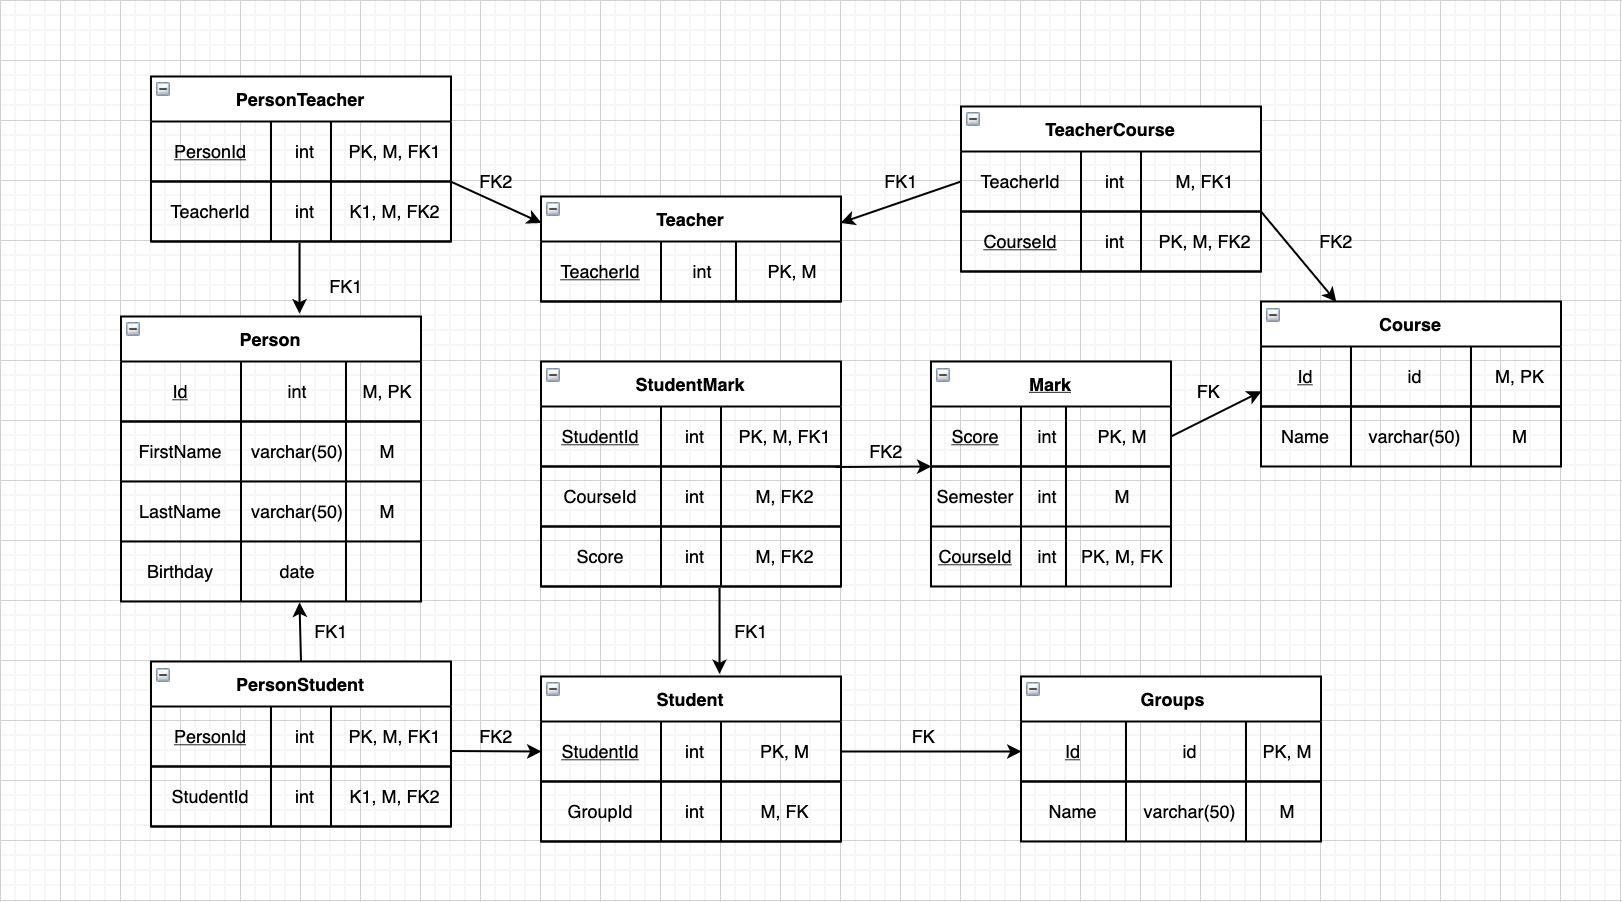 PersonTeacher
PersonId int PK, M, FK1
TeacherId int K1, M, FK2
FK2
FK1
Teacher
TeacherId int PK, M
FK1
TeacherCourse
TeacherId int M, FK1
CourseId int PK, M, FK2
FK2
Person
Id int M, PK
FirstName varchar(50) M
LastName varchar(50) M
Birthday date
FK1
StudentMark
StudentId int PK, M, FK1
CourseId int M, FK2
Score int M, FK2
FK2
FK1
Mark
Score int PK, M
Semester int M
CourseId int PK, M, FK
FK
Course
Id id M, PK
Name varchar(50) M
PersonStudent
PersonId int PK, M, FK1
StudentId int K1, M, FK2
FK2
Student
StudentId int PK, M
GroupId int M, FK
FK
Groups
Id id PK, M
Name varchar(50) M